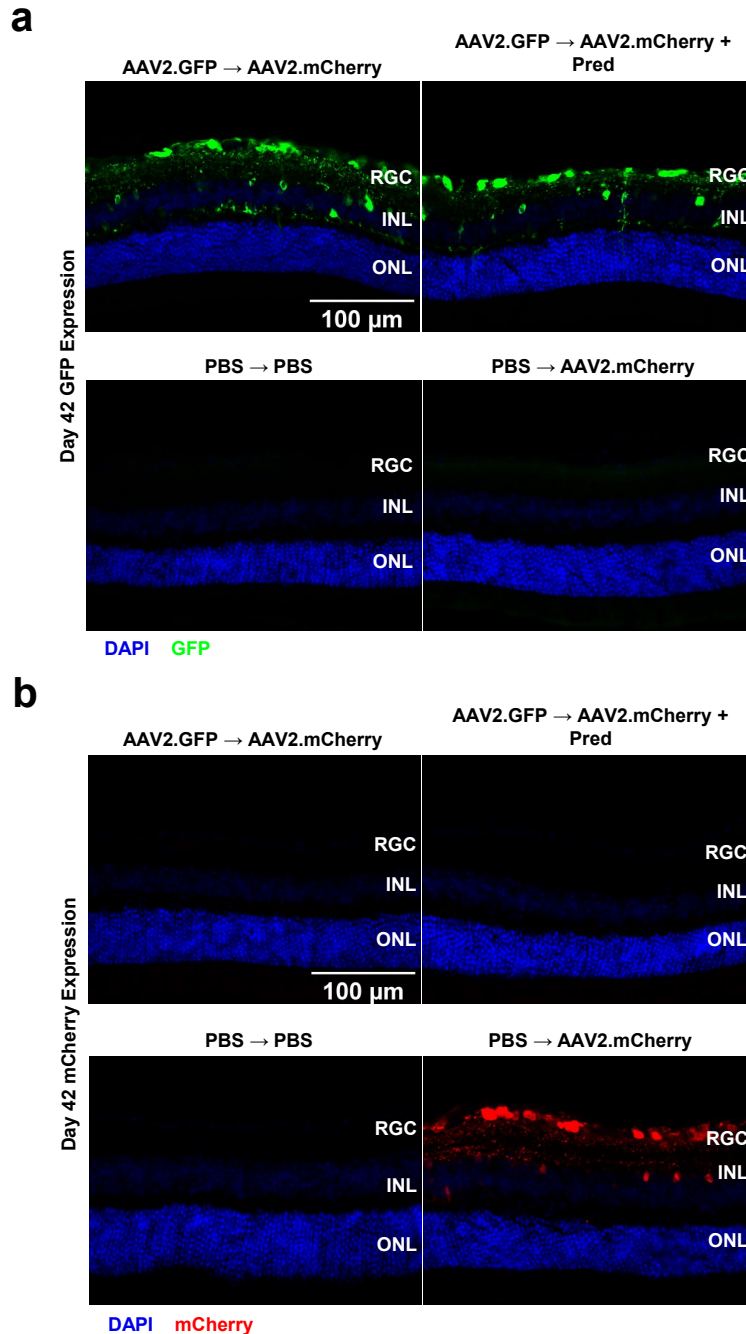 a
AAV2.GFP → AAV2.mCherry
AAV2.GFP → AAV2.mCherry +
Pred
Day 42 GFP Expression
RGC
INL
ONL
100 µm
RGC
INL
ONL
PBS → PBS
PBS → AAV2.mCherry
RGC
INL
ONL
RGC
INL
ONL
DAPI GFP
b
AAV2.GFP → AAV2.mCherry
AAV2.GFP → AAV2.mCherry +
Pred
Day 42 mCherry Expression
RGC
INL
ONL
100 µm
RGC
INL
ONL
PBS → PBS
PBS → AAV2.mCherry
RGC
INL
ONL
RGC
INL
ONL
DAPI mCherry